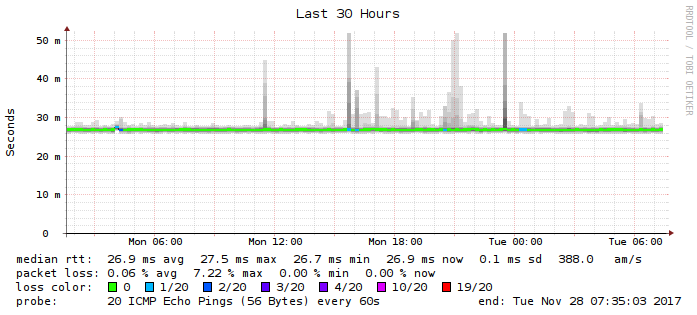 Last 30 Hours
RRDTOOL / TOBI OETIKER
Seconds
50 m
40 m
30 m
20 m
10 m
0
Mon 06:00 Mon 12:00 Mon 18:00 Tue 00:00 Tue 06:00
median rtt: 26.9 ms avg 27.5 ms max 26.7 ms min 26.9 ms now 0.1 ms sd 388.0 am/s
packet loss: 0.06 % avg 7.22 % max 0.00 % min 0.00 % now
loss color: 0 1/20 2/20 3/20 4/20 10/20 19/20
probe: 20 ICMP Echo Pings (56 Bytes) every 60s end: Tue Nov 28 07:35:03 2017